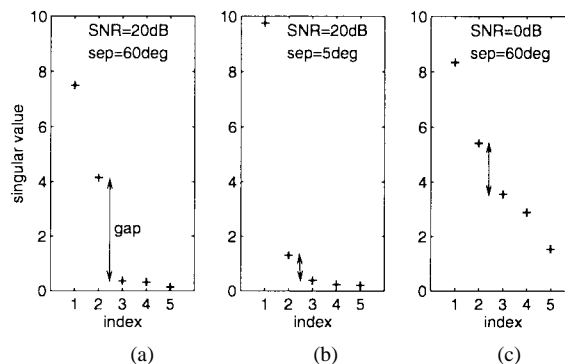 SNR=20dB
sep=60deg
SNR=20dB
sep=5deg
SNR=0dB
sep=60deg
singular value
gap
10
8
6
4
2
0
10
8
6
4
2
0
10
8
6
4
2
0
1 2 3 4 5
1 2 3 4 5
1 2 3 4 5
index
index
index
(a)
(b)
(c)